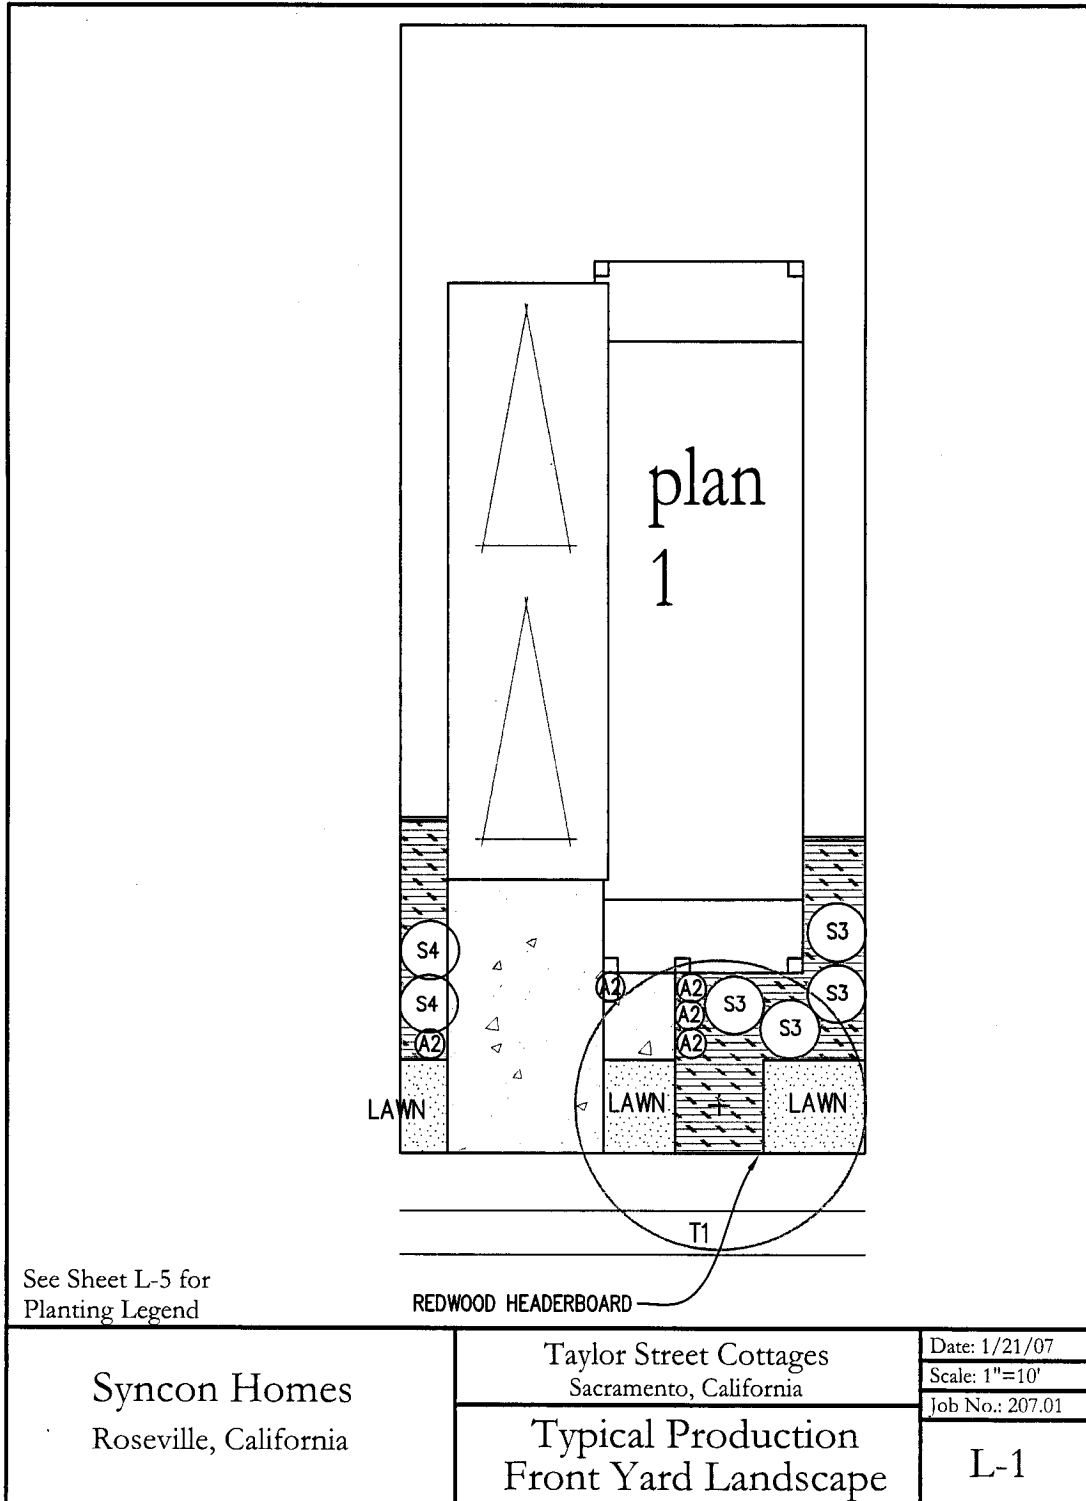 plan
1
S4
S4
A2
S3
S3
S3
S3
A2
A2
A2
A2
LAWN
LAWN
LAWN
T1
REDWOOD HEADERBOARD
See Sheet L-5 for
Planting Legend
Syncon Homes
Roseville, California
Taylor Street Cottages
Sacramento, California
Typical Production
Front Yard Landscape
Date: 1/21/07
Scale: 1"=10'
Job No.: 207.01
L-1